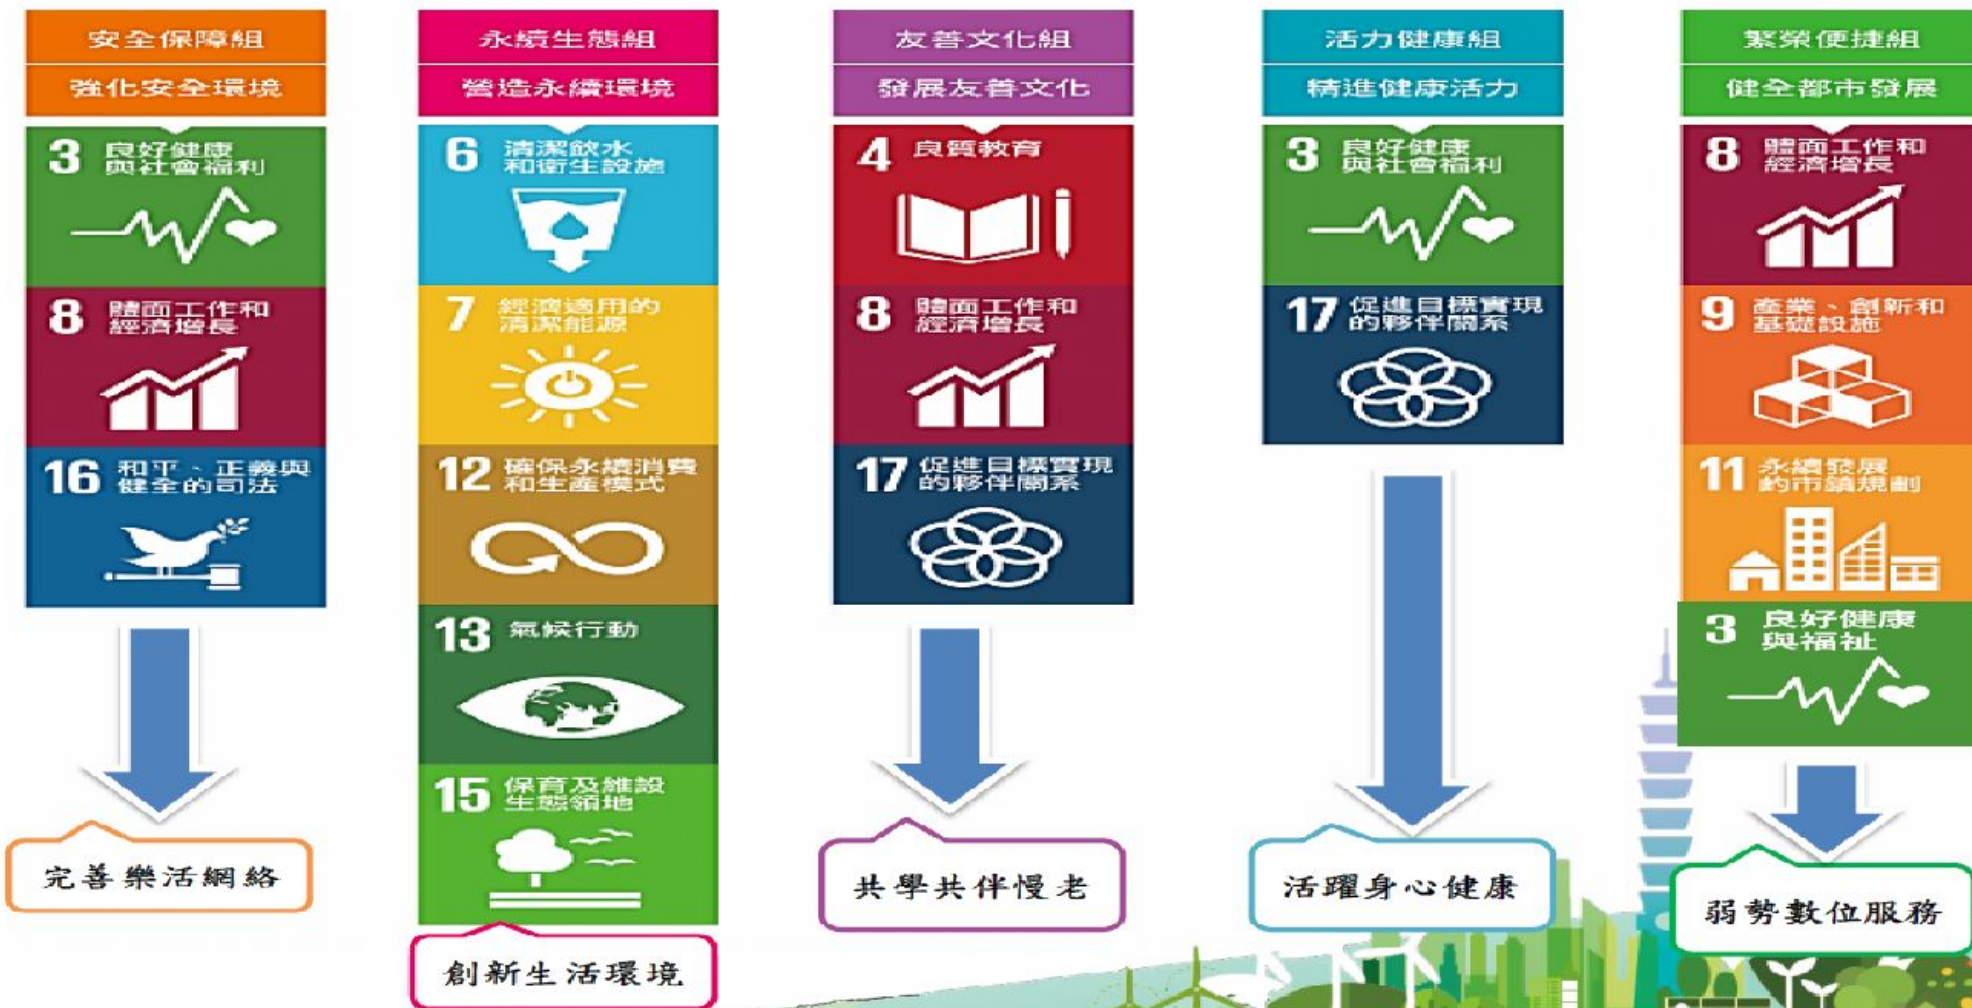 安全保障組
強化安全環境
3 良好健康
與社會福利
8 體面工作和
經濟增長
16 和平、正義與
健全的司法
完善樂活網絡
永續生態組
營造永續環境
6 清潔飲水
和衛生設施
7 經濟適用的
清潔能源
12 確保永續消費
和生產模式
13 氣候行動
15 保育及維設
生態領地
創新生活環境
友善文化組
發展友善文化
4 良質教育
8 體面工作和
經濟增長
17 促進目標實現
的夥伴關系
共學共伴慢老
活力健康組
精進健康活力
3 良好健康
與社會福利
17 促進目標實現
的夥伴關系
活躍身心健康
繁榮便捷組
健全都市發展
8 體面工作和
經濟增長
9 產業、創新和
基礎設施
11 永續發展
的市鎮規劃
3 良好健康
與福祉
弱勢數位服務